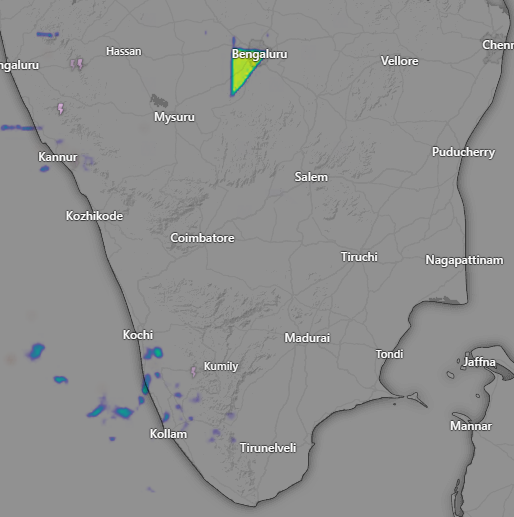 Chenn
Hassan
Bengaluru
ngaluru
Vellore
Mysuru
Kannur
Puducherry
Salem
Kozhikode
Coimbatore
Tiruchi
Nagapattinam
Kochi
Madurai
Tondi
Kumily
Jaffna
Mannar
Kollam
Tirunelveli